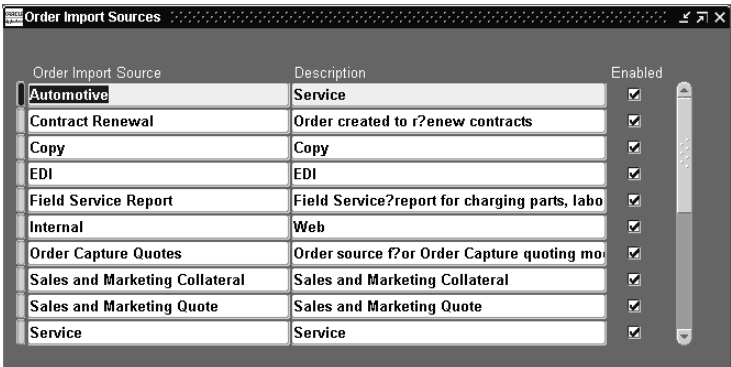 Order Import Sources
Order Import Source Description Enabled
Automotive Service
Contract Renewal Order created to r?enew contracts
Copy Copy
EDI EDI
Field Service Report Field Service?report for charging parts, labo
Internal Web
Order Capture Quotes Order source f?or Order Capture quoting mo
Sales and Marketing Collateral Sales and Marketing Collateral
Sales and Marketing Quote Sales and Marketing Quote
Service Service